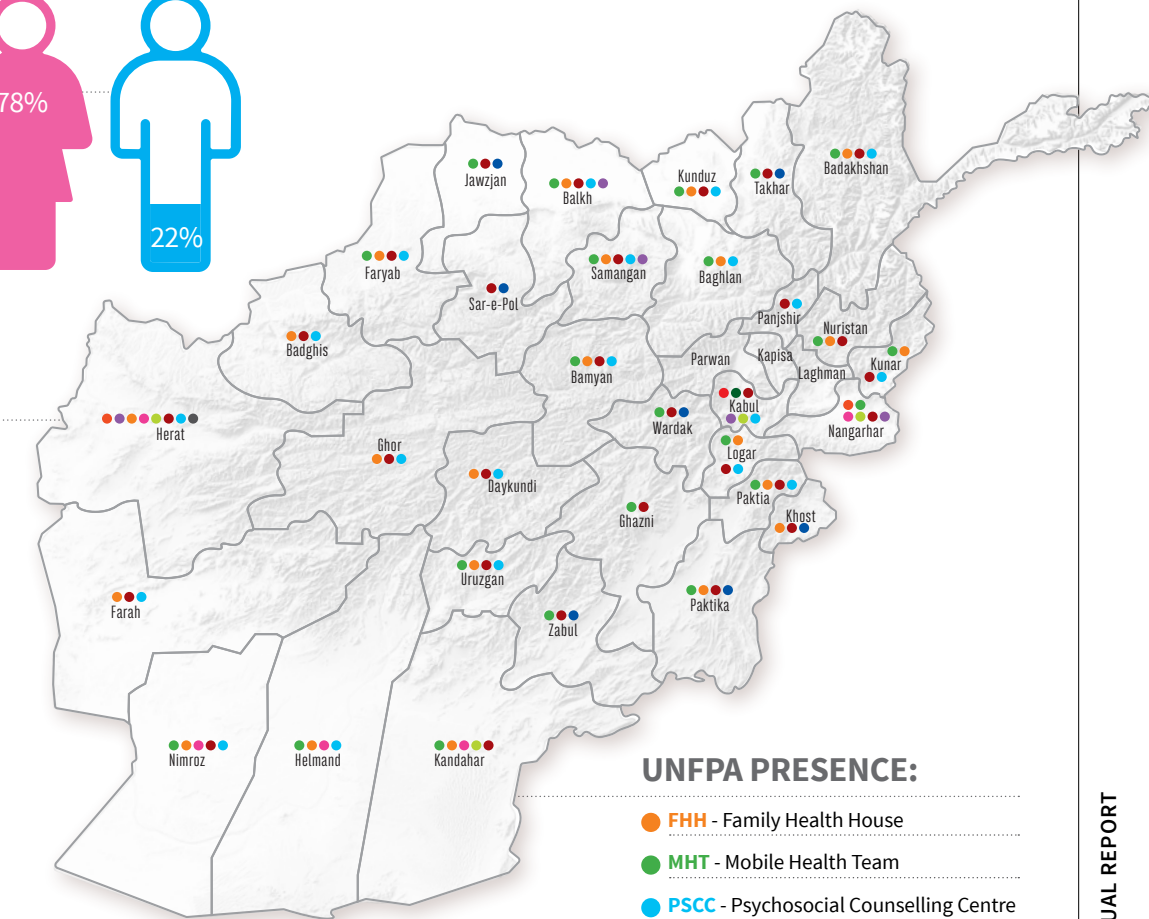 78%
22%
Jawzjan
Balkh
Kunduz
Takhar
Badakhshan
Faryab
Sar-e-Pol
Samangan
Baghlan
Panjshir
Nuristan
Badghis
Bamyan
Parwan
Kapisa
Laghman
Kunar
Herat
Ghor
Wardak
Kabul
Nangarhar
Daykundi
Logar
Ghazni
Paktia
Khost
Farah
Uruzgan
Zabul
Paktika
Nimroz
Helmand
Kandahar
UNFPA PRESENCE:
FHH - Family Health House
MHT - Mobile Health Team
PSCC - Psychosocial Counselling Centre
UAL REPORT